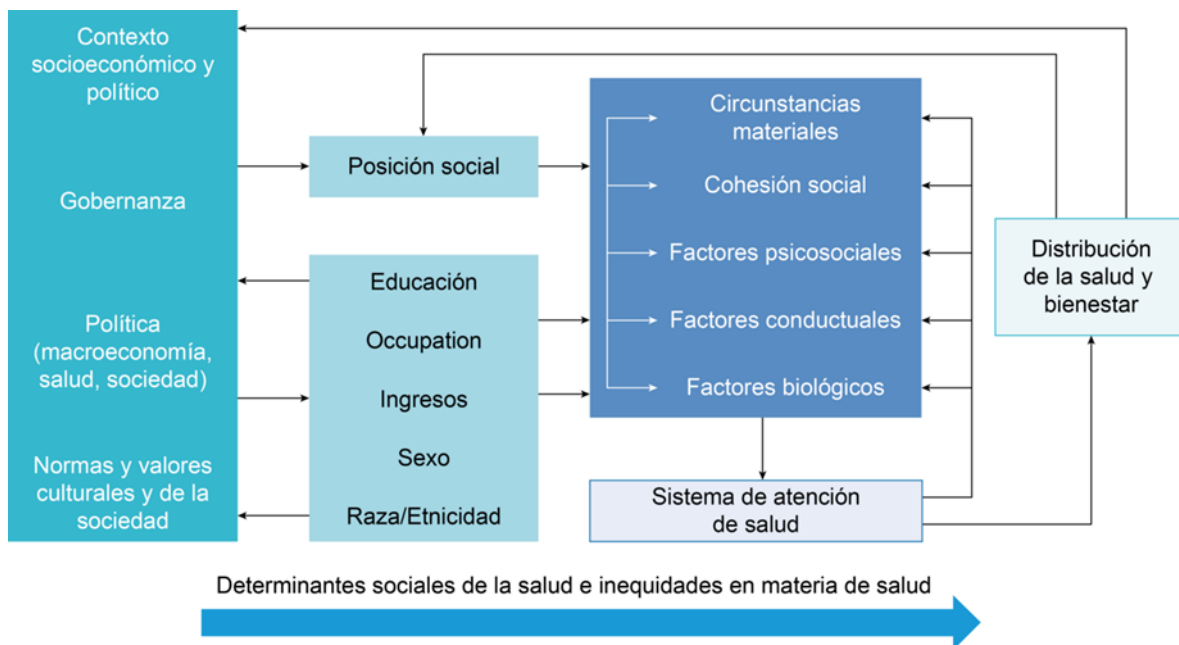 Contexto
socioeconómico y
político
Gobernanza
Política
(macroeconomía,
salud, sociedad)
Normas y valores
culturales y de la
sociedad
Posición social
Educación
Occupation
Ingresos
Sexo
Raza/Etnicidad
Circunstancias
materiales
Cohesión social
Factores psicosociales
Factores conductuales
Factores biológicos
Sistema de atención
de salud
Distribución
de la salud y
bienestar
Determinantes sociales de la salud e inequidades en materia de salud